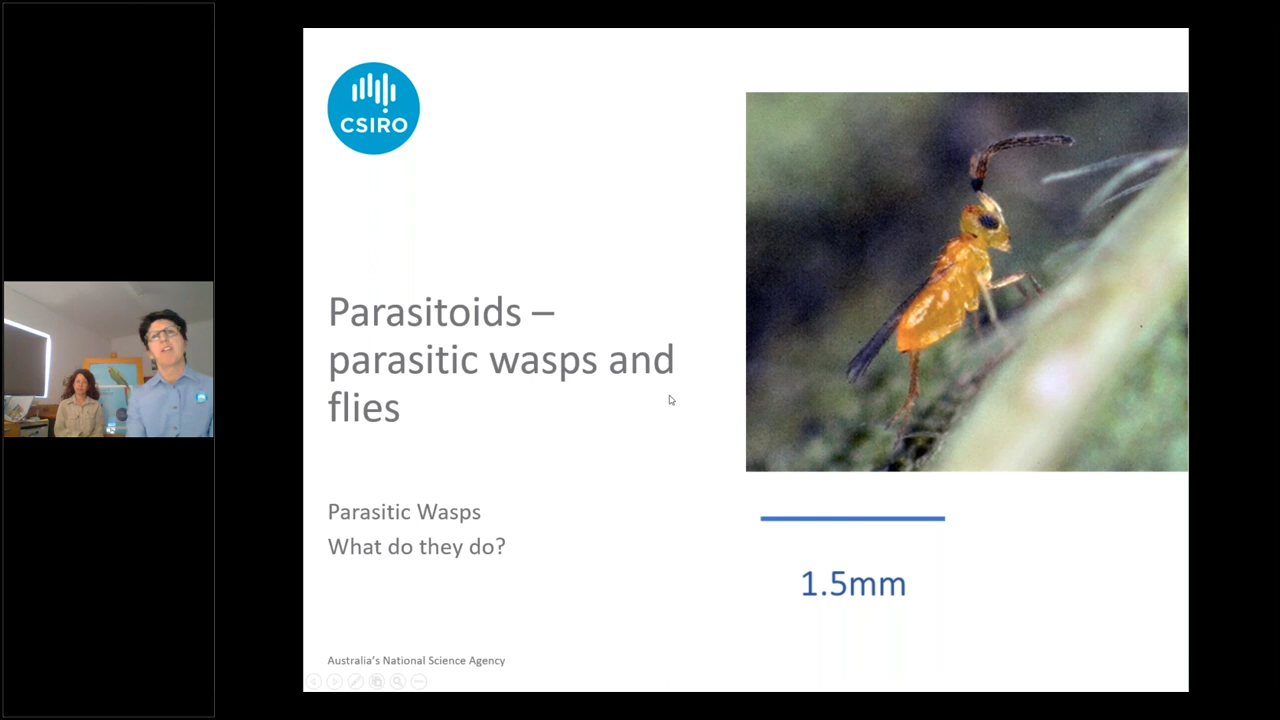 CSIRO
Parasitoids –
parasitic wasps and
flies
Parasitic Wasps
What do they do?
1.5mm
Australia's National Science Agency